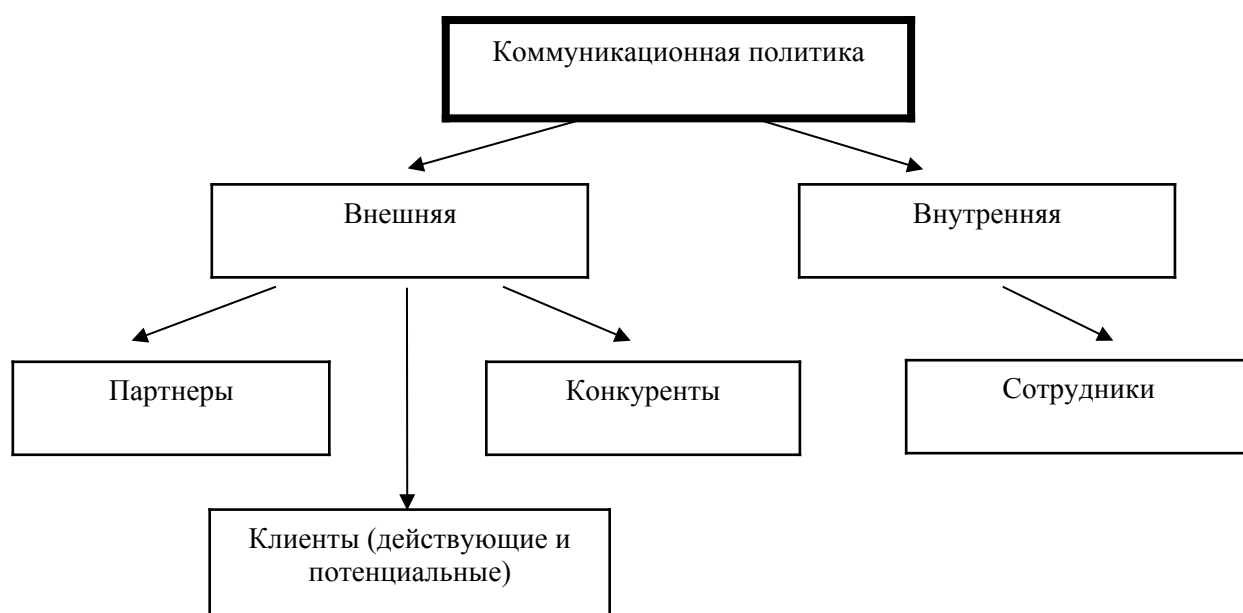 Коммуникационная политика
Внешняя
Внутренняя
Партнеры
Конкуренты
Сотрудники
Клиенты (действующие и
потенциальные)